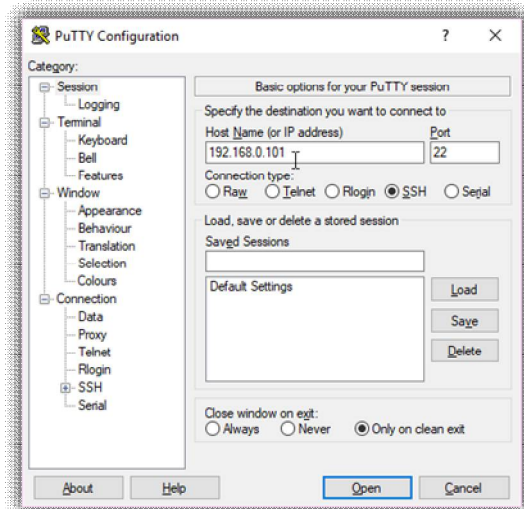 PuTTY Configuration ? ×
Category:
Session
Logging
Terminal
Keyboard
Bell
Features
Window
Appearance
Behaviour
Translation
Selection
Colours
Connection
Data
Proxy
Telnet
Rlogin
SSH
Serial
Basic options for your PuTTY session
Specify the destination you want to connect to
Host Name (or IP address) Port
192.168.0.101 22
Connection type:
Raw Telnet Rlogin SSH Serial
Load, save or delete a stored session
Saved Sessions
Default Settings
Load
Save
Delete
Close window on exit:
Always Never Only on clean exit
About Help Open Cancel